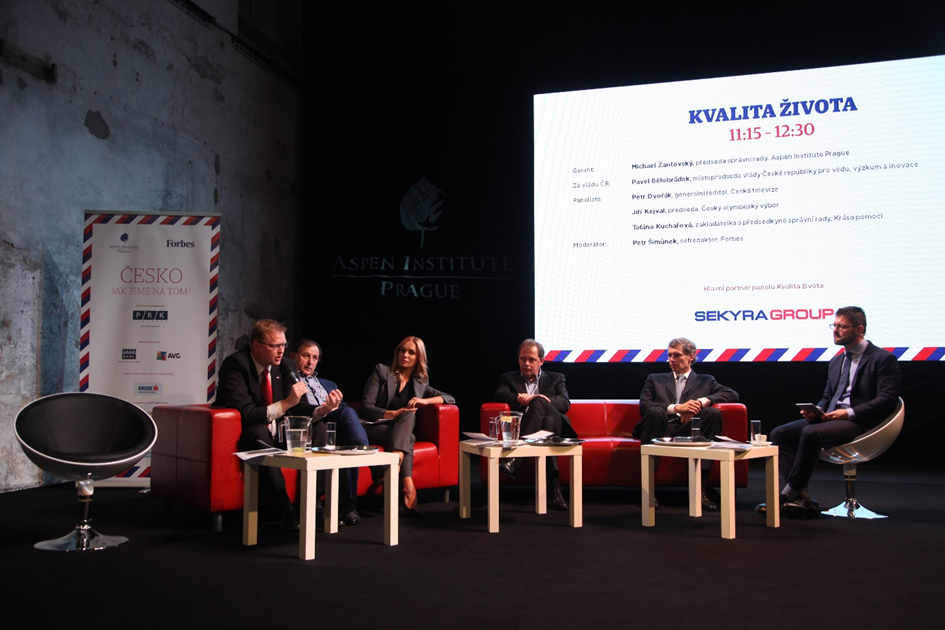 KVALITA ŽIVOTA
11:15 – 12:30
Garant: Michael Žantovský, předseda správní rady, Aspen Institute Prague
Za vládu ČR: Pavel Bělobrádek, místopředseda vlády České republiky pro vědu, výzkum a inovace
Panelisté: Petr Dvořák, generální ředitel, Česká televize
Jiří Kejval, předseda, Český olympijský výbor
Taťána Kuchařová, zakladatelka a předsedkyně správní rady, Krása pomoci
Moderátor: Petr Šimůnek, šéfredaktor, Forbes
Hlavní partner panelu Kvalita života
SEKYRA GROUP
ASPEN INSTITUTE
PRAGUE
ASPEN INSTITUTE
PRAGUE
Forbes
ČESKO
JAK JSME NA TOM?
P/R/K
AVG
ERSTE